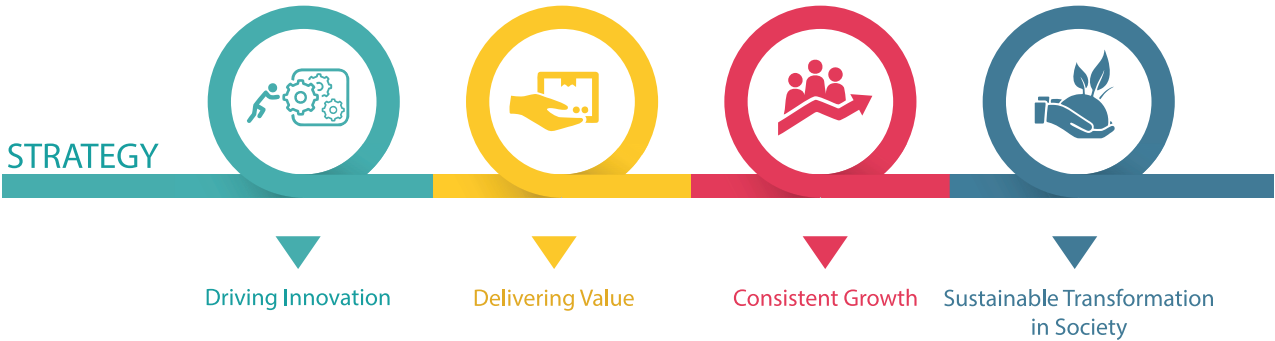 STRATEGY
Driving Innovation
Delivering Value
Consistent Growth
Sustainable Transformation
in Society